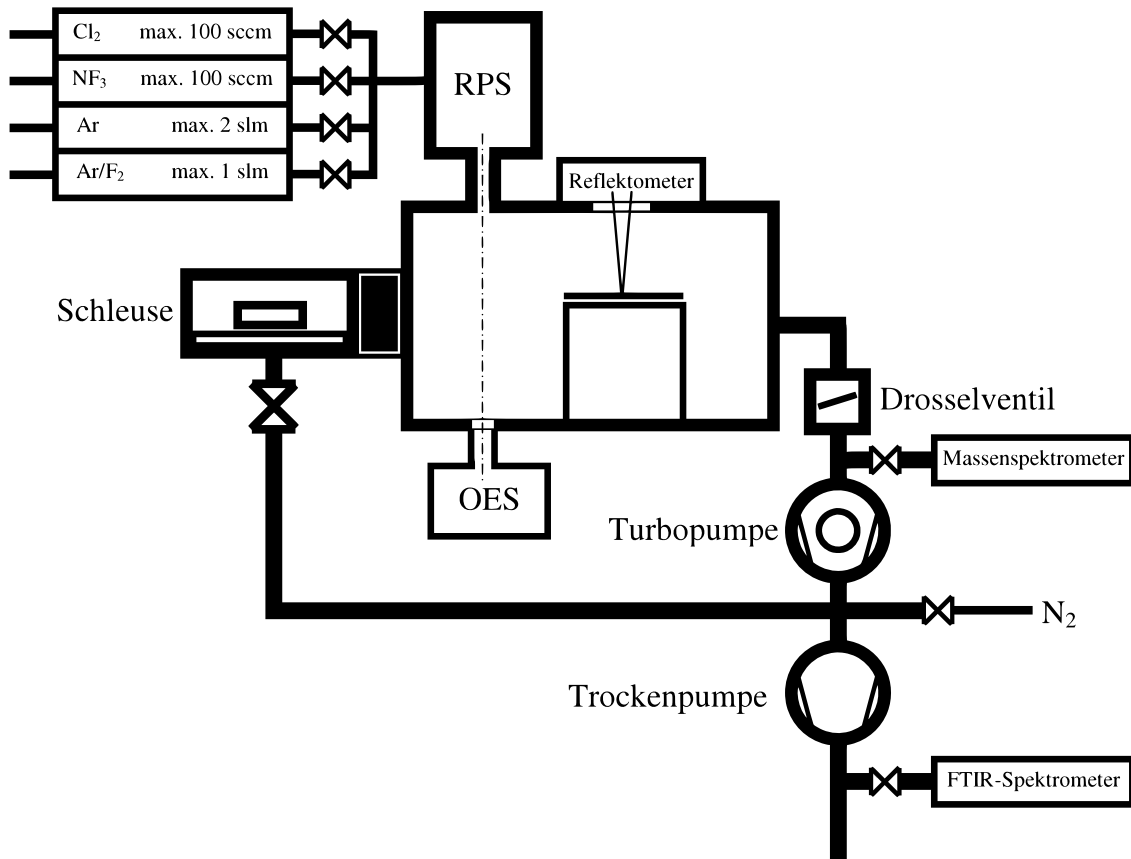 Cl₂ max. 100 sccm
NF₃ max. 100 sccm
Ar max. 2 slm
Ar/F₂ max. 1 slm
RPS
Reflektometer
Schleuse
Drosselventil
Massenspektrometer
OES
Turbopumpe
N₂
Trockenpumpe
FTIR-Spektrometer